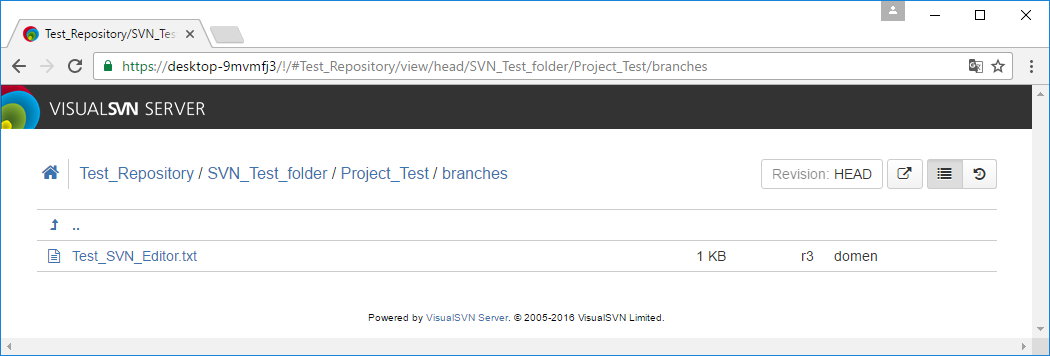 Test_Repository/SVN_Tes
https://desktop-9mvmfj3/!/#Test_Repository/view/head/SVN_Test_folder/Project_Test/branches
VISUALSVN SERVER
Test_Repository / SVN_Test_folder / Project_Test / branches
Revision: HEAD
..
Test_SVN_Editor.txt 1 KB r3 domen
Powered by VisualSVN Server. © 2005-2016 VisualSVN Limited.